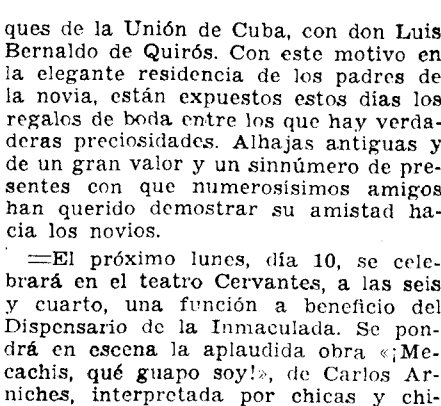 ques de la Unión de Cuba, con don Luis
Bernaldo de Quirós. Con este motivo en
la elegante residencia de los padres de
la novia, están expuestos estos días los
regalos de boda entre los que hay verda-
deras preciosidades. Alhajas antiguas y
de un gran valor y un sinnúmero de pre-
sentes con que numerosísimos amigos
han querido demostrar su amistad ha-
cia los novios.
=El próximo lunes, día 10, se cele-
brará en el teatro Cervantes, a las seis
y cuarto, una función a beneficio del
Dispensario de la Inmaculada. Se pon-
drá en escena la aplaudida obra «¡Me-
cachis, qué guapo soy!», de Carlos Ar-
niches, interpretada por chicas y chi-